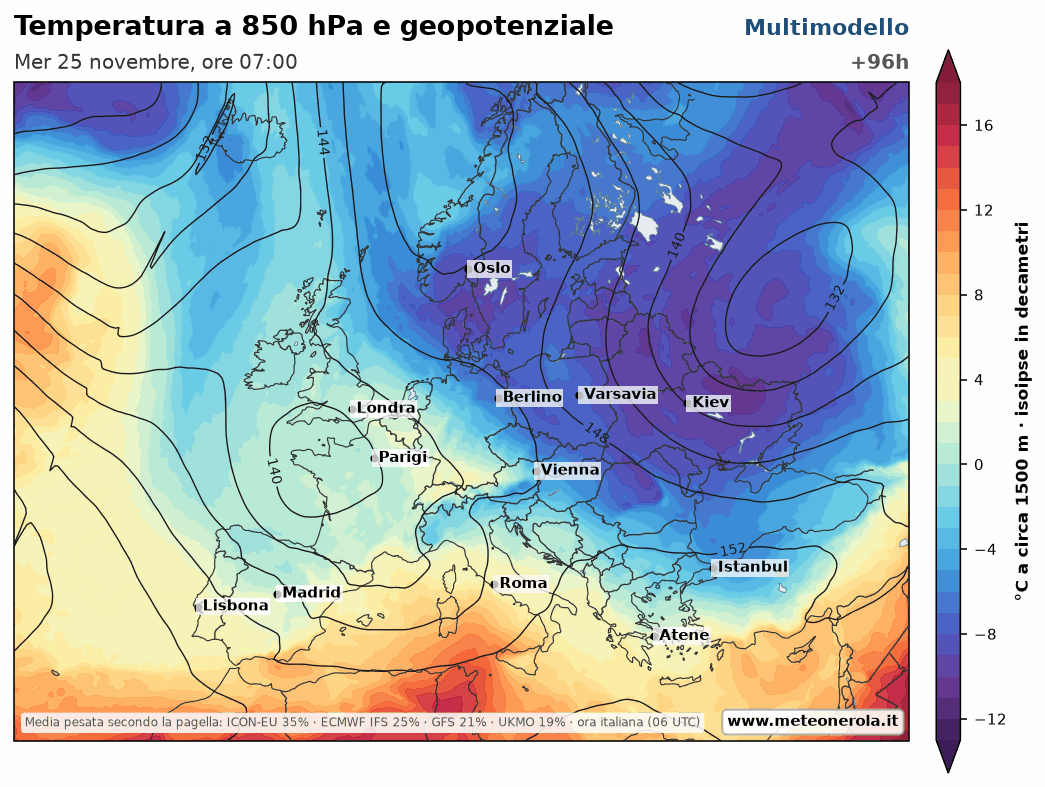 Temperatura a 850 hPa e geopotenziale
Multimodello
Mer 25 novembre, ore 07:00
+96h
132
144
140
Oslo
132
Berlino
Varsavia
Kiev
Londra
148
Parigi
140
Vienna
152
Istanbul
Roma
Madrid
Lisbona
Atene
Media pesata secondo la pagella: ICON-EU 35% · ECMWF IFS 25% · GFS 21% · UKMO 19% · ora italiana (06 UTC)
www.meteonerola.it
16
12
8
4
0
−4
−8
−12
°C a circa 1500 m · isoipse in decametri